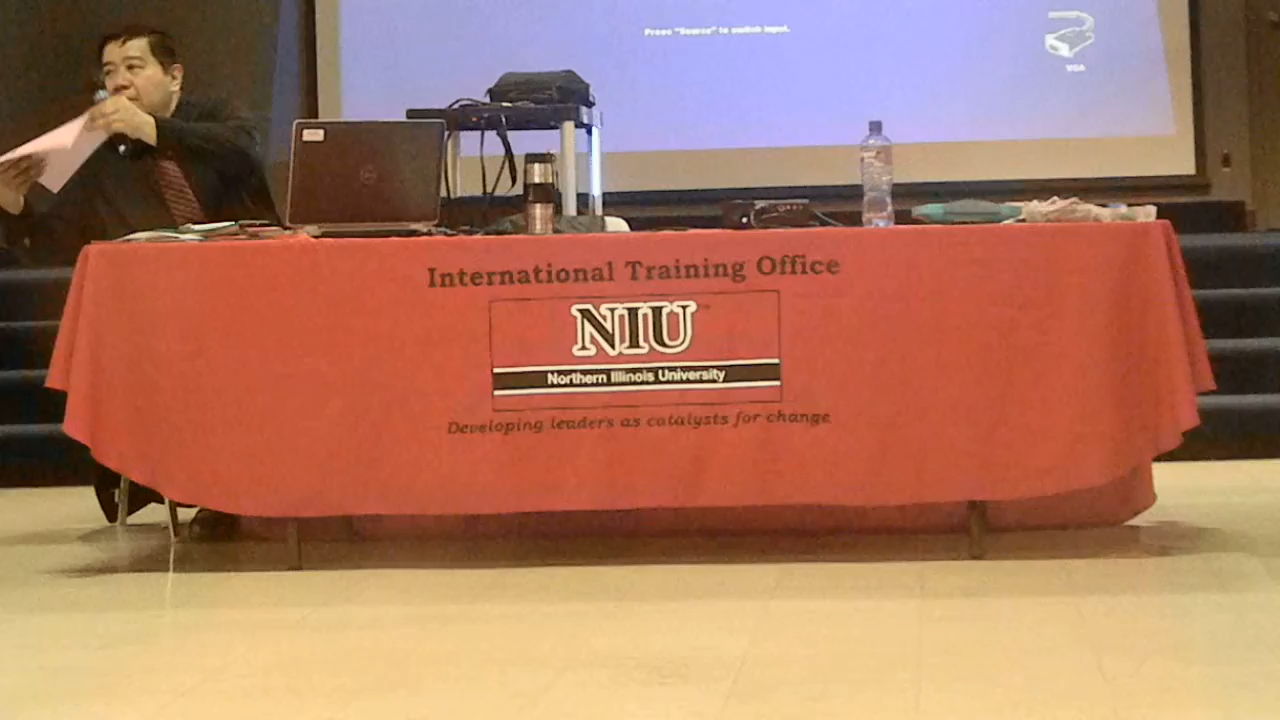 Press "Source" to switch input.
VGA
International Training Office
NIU
Northern Illinois University
Developing leaders as catalysts for change